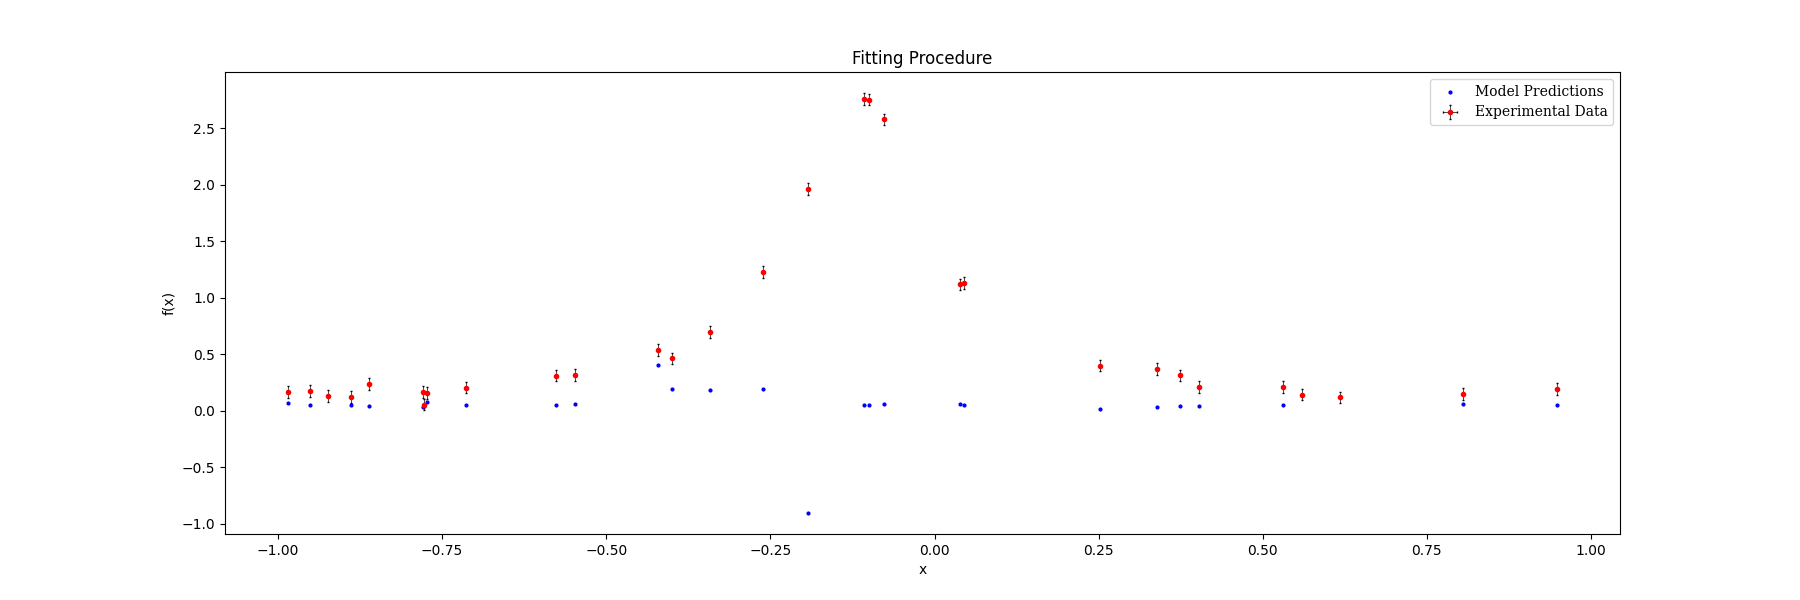 Fitting Procedure
Model Predictions
Experimental Data
2.5
2.0
1.5
1.0
0.5
0.0
−0.5
−1.0
f(x)
−1.00 −0.75 −0.50 −0.25 0.00 0.25 0.50 0.75 1.00
x